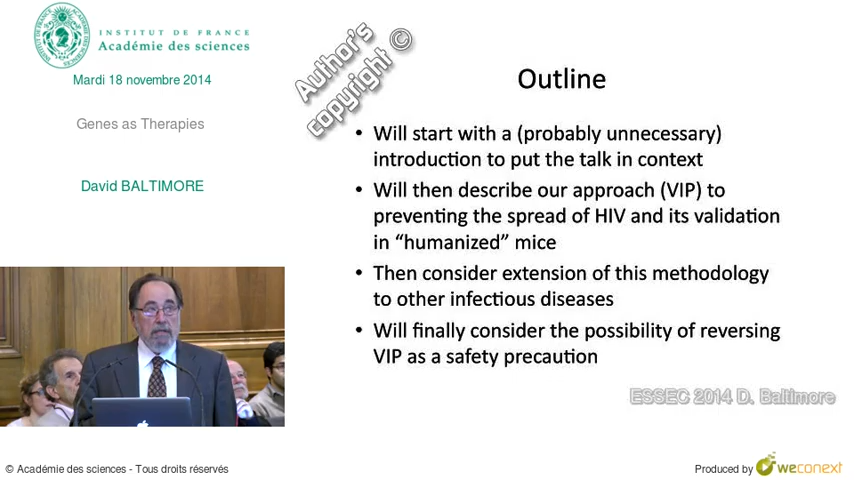 INSTITUT DE FRANCE
Académie des sciences
Mardi 18 novembre 2014
Genes as Therapies
David BALTIMORE
Author's
copyright ©
Outline
• Will start with a (probably unnecessary)
introduction to put the talk in context
• Will then describe our approach (VIP) to
preventing the spread of HIV and its validation
in “humanized” mice
• Then consider extension of this methodology
to other infectious diseases
• Will finally consider the possibility of reversing
VIP as a safety precaution
ESSEC 2014 D. Baltimore
© Académie des sciences - Tous droits réservés
Produced by weconext